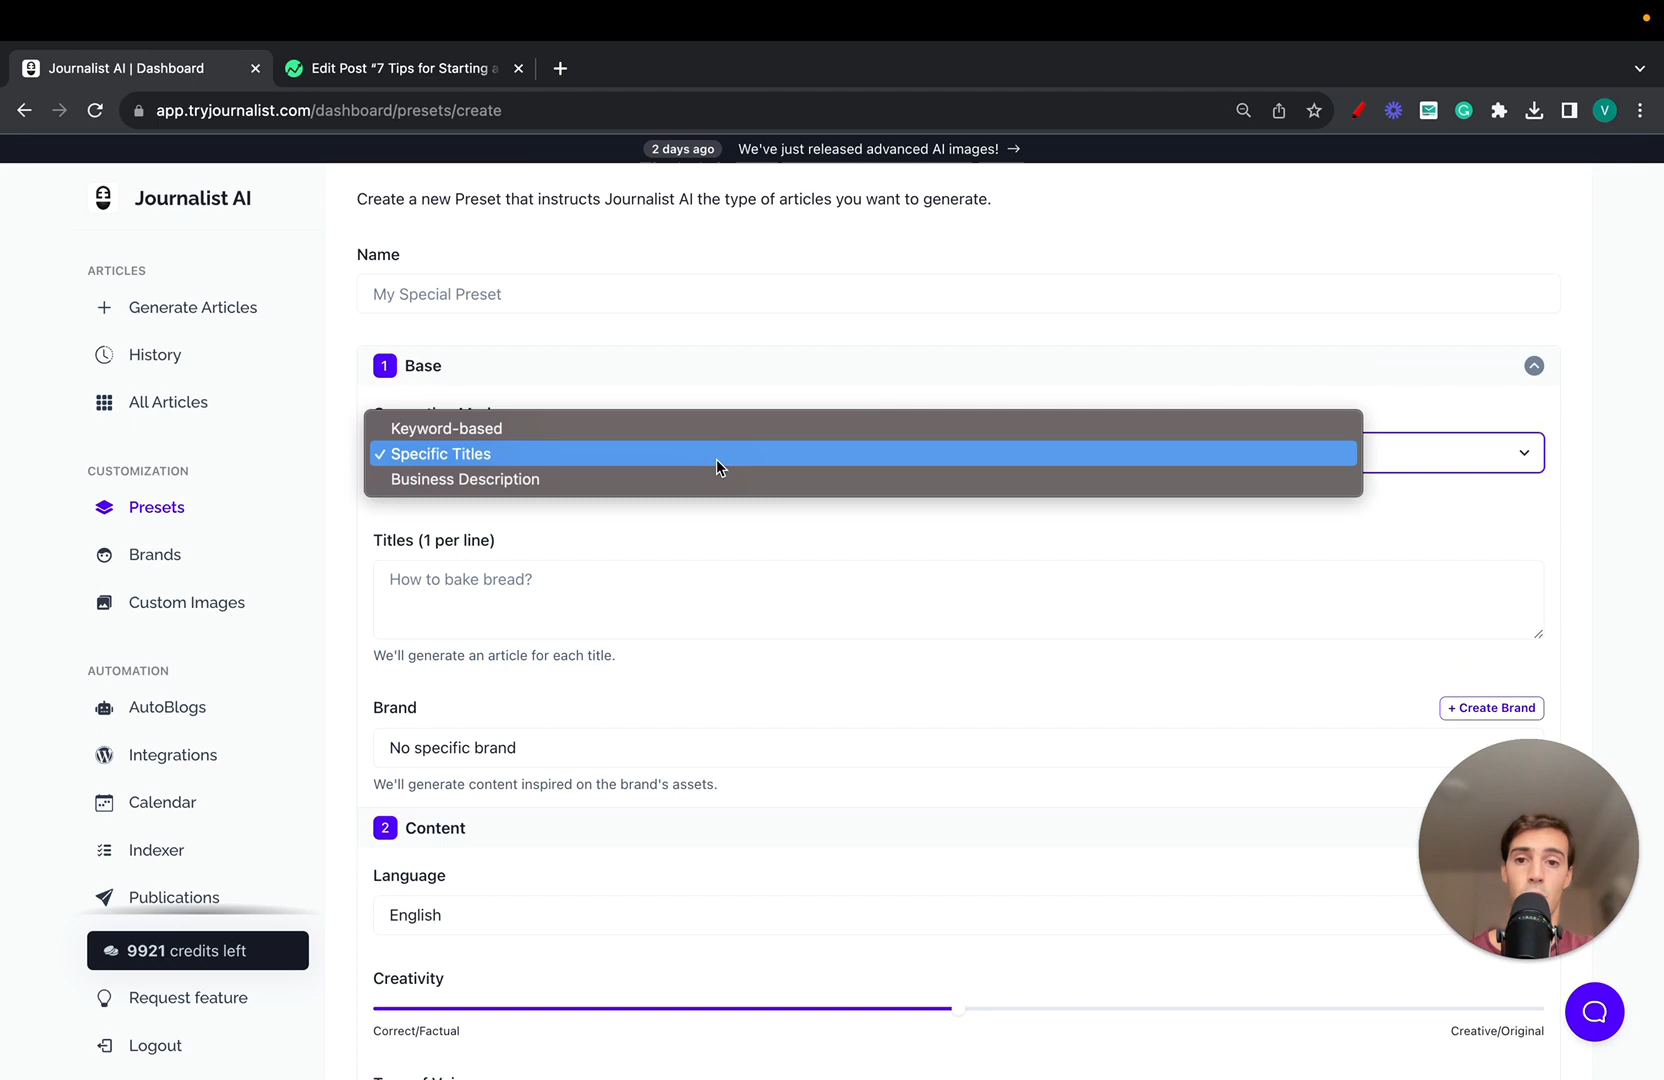 Journalist AI | Dashboard
Edit Post “7 Tips for Starting a
app.tryjournalist.com/dashboard/presets/create
V
2 days ago We've just released advanced AI images! →
Journalist AI
Create a new Preset that instructs Journalist AI the type of articles you want to generate.
Name
My Special Preset
ARTICLES
Generate Articles
History
All Articles
1 Base
Keyword-based
✓ Specific Titles
Business Description
CUSTOMIZATION
Presets
Brands
Custom Images
Titles (1 per line)
How to bake bread?
We'll generate an article for each title.
AUTOMATION
AutoBlogs
Integrations
Calendar
Indexer
Publications
Brand
+ Create Brand
No specific brand
We'll generate content inspired on the brand's assets.
2 Content
Language
English
Creativity
Correct/Factual
Creative/Original
9921 credits left
Request feature
Logout